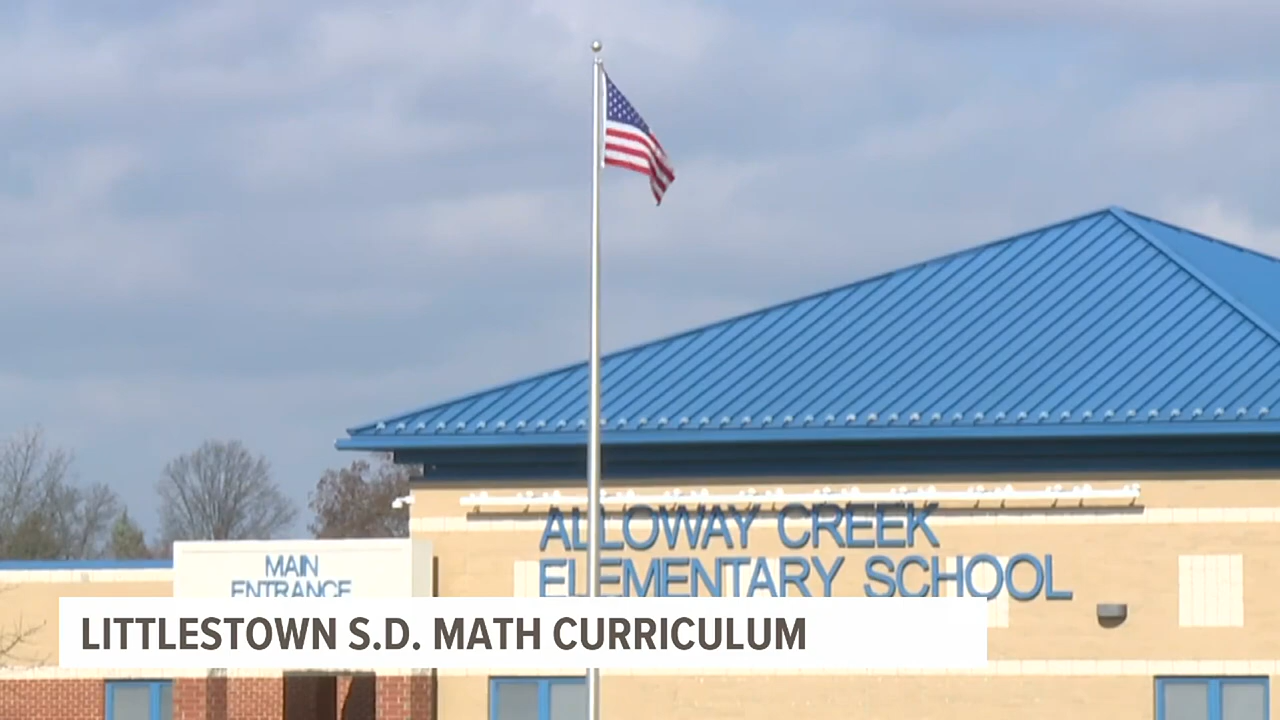 ALLOWAY CREEK
ELEMENTARY SCHOOL
MAIN
ENTRANCE
LITTLESTOWN S.D. MATH CURRICULUM